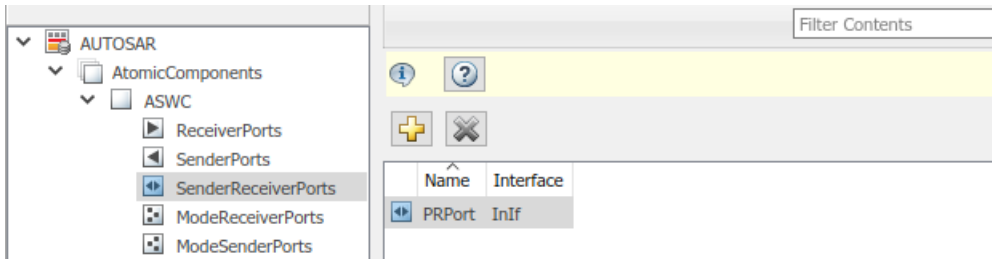 Filter Contents
AUTOSAR
AtomicComponents
ASWC
ReceiverPorts
SenderPorts
SenderReceiverPorts
ModeReceiverPorts
ModeSenderPorts
Name Interface
PRPort InIf